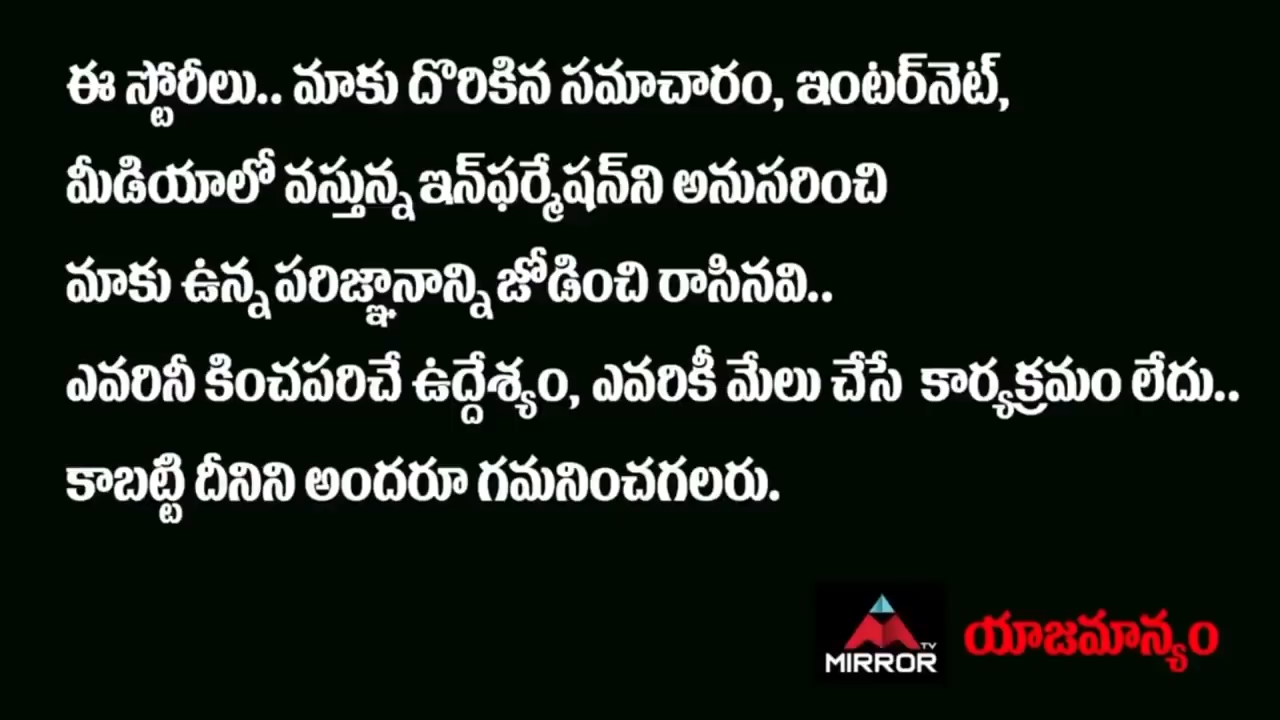 ఈ స్టోరీలు.. మాకు దొరికిన సమాచారం, ఇంటర్‌నెట్,
మీడియాలో వస్తున్న ఇన్‌ఫర్మేషన్‌ని అనుసరించి
మాకు ఉన్న పరిజ్ఞానాన్ని జోడించి రాసినవి..
ఎవరినీ కించపరిచే ఉద్దేశ్యం, ఎవరికీ మేలు చేసే కార్యక్రమం లేదు..
కాబట్టి దీనిని అందరూ గమనించగలరు.
TV
MIRROR
యాజమాన్యం